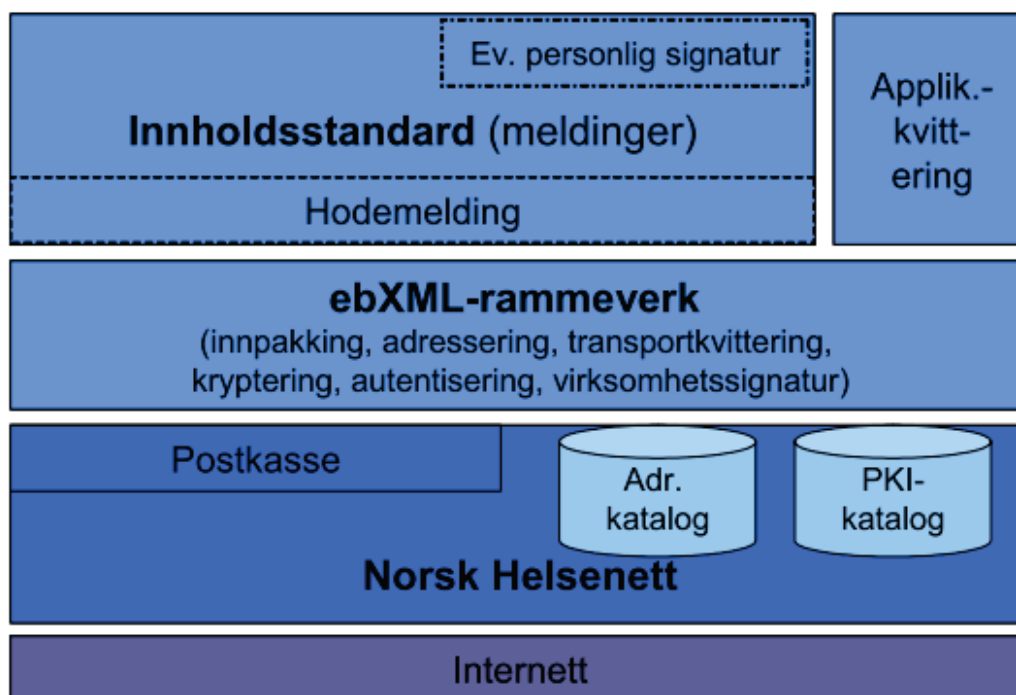 Ev. personlig signatur
Innholdsstandard (meldinger)
Hodemelding
Applik.-
kvitt-
ering
ebXML-rammeverk
(innpakking, adressering, transportkvittering,
kryptering, autentisering, virksomhetssignatur)
Postkasse
Adr.
katalog
PKI-
katalog
Norsk Helsenett
Internett